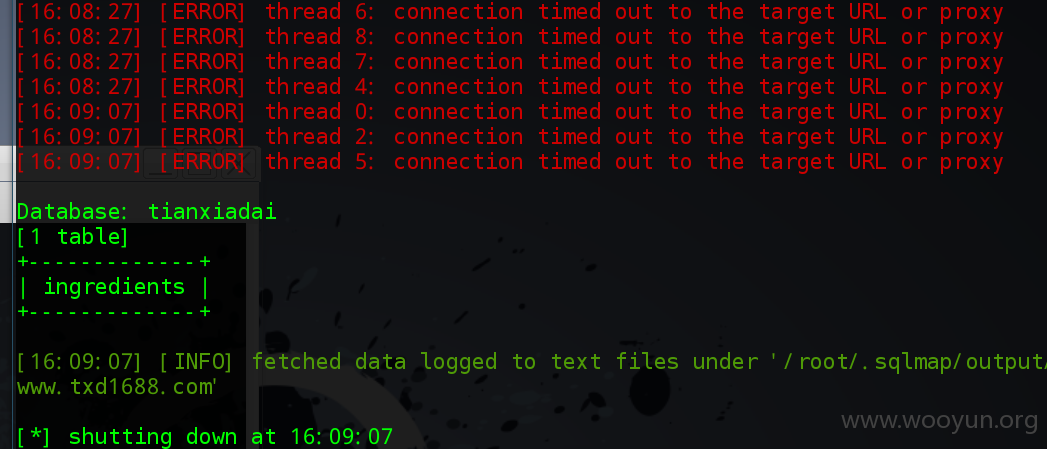 [16:08:27] [ERROR] thread 6: connection timed out to the target URL or proxy
[16:08:27] [ERROR] thread 8: connection timed out to the target URL or proxy
[16:08:27] [ERROR] thread 7: connection timed out to the target URL or proxy
[16:08:27] [ERROR] thread 4: connection timed out to the target URL or proxy
[16:09:07] [ERROR] thread 0: connection timed out to the target URL or proxy
[16:09:07] [ERROR] thread 2: connection timed out to the target URL or proxy
[16:09:07] [ERROR] thread 5: connection timed out to the target URL or proxy
Database: tianxiadai
[1 table]
+-------------+
| ingredients |
+-------------+
[16:09:07] [INFO] fetched data logged to text files under '/root/.sqlmap/output/
www.txd1688.com'
[*] shutting down at 16:09:07
www.wooyun.org